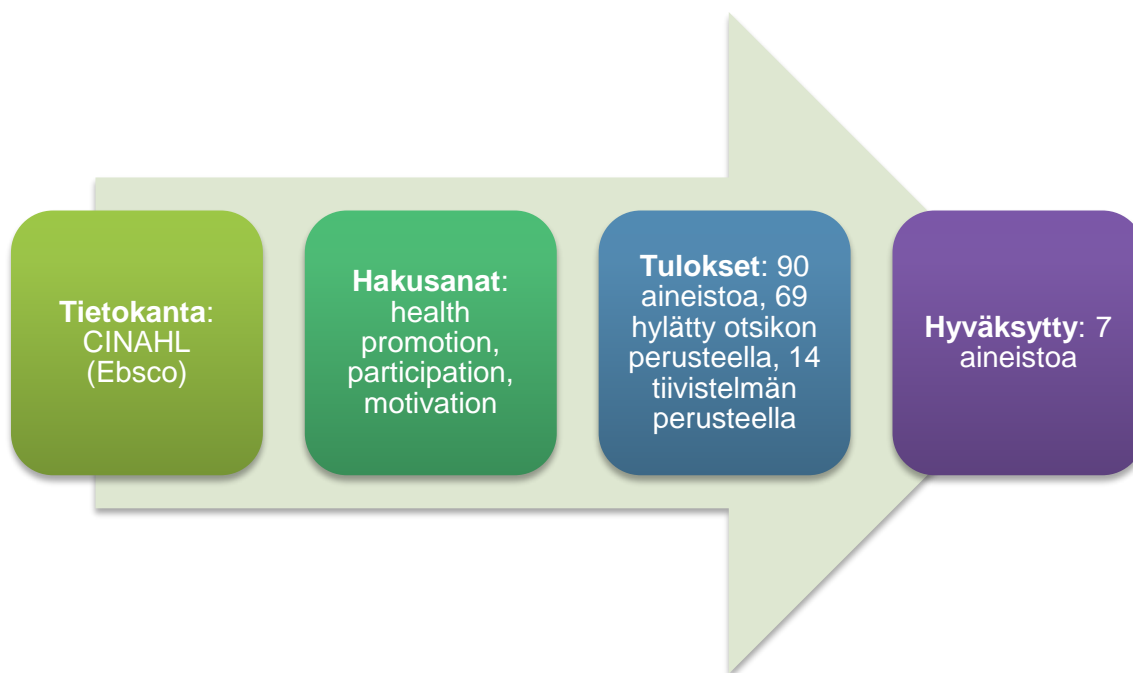 Tietokanta:
CINAHL
(Ebsco)
Hakusanat:
health
promotion,
participation,
motivation
Tulokset: 90
aineistoa, 69
hylätty otsikon
perusteella, 14
tiivistelmän
perusteella
Hyväksytty: 7
aineistoa